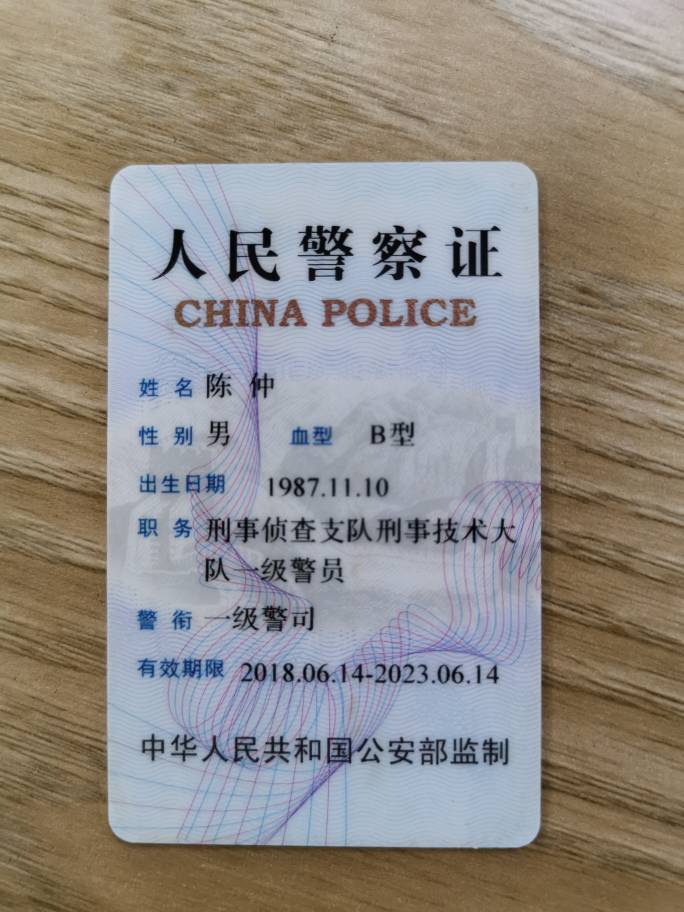 人民警察证
CHINA POLICE
姓名 陈仲
性别 男 血型 B型
出生日期 1987.11.10
职务 刑事侦查支队刑事技术大
队一级警员
警衔 一级警司
有效期限 2018.06.14-2023.06.14
中华人民共和国公安部监制